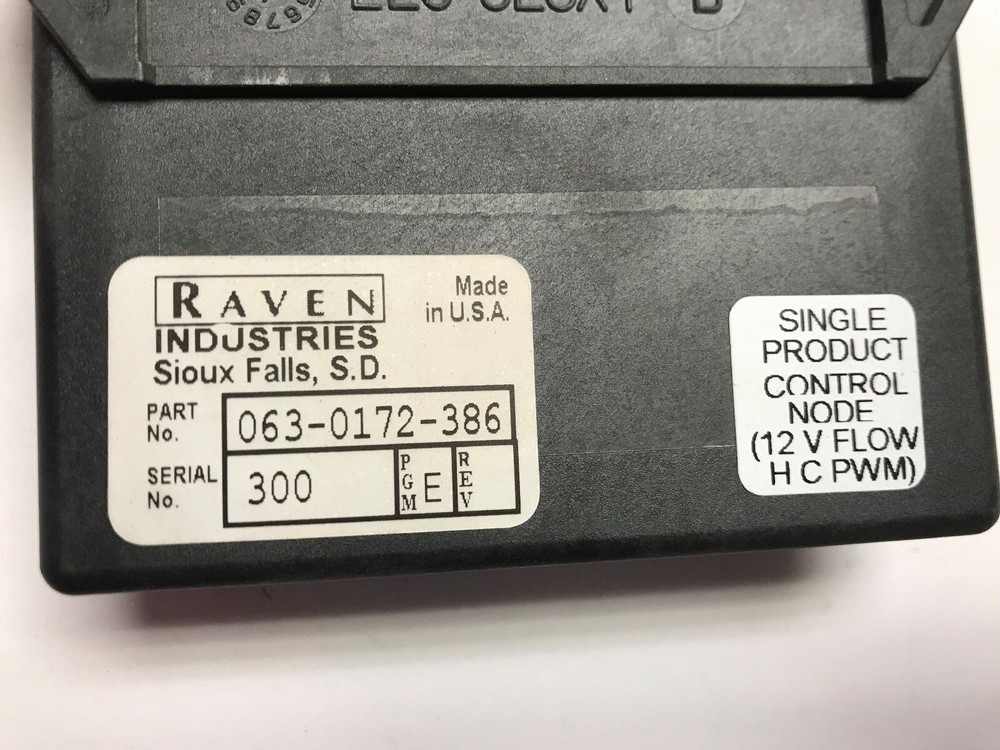 B
RAVEN
INDUSTRIES
Sioux Falls, S.D.
Made
in U.S.A.
PART
No.
063-0172-386
SERIAL
No.
300
PGM
E
REV
SINGLE
PRODUCT
CONTROL
NODE
(12 V FLOW
H C PWM)